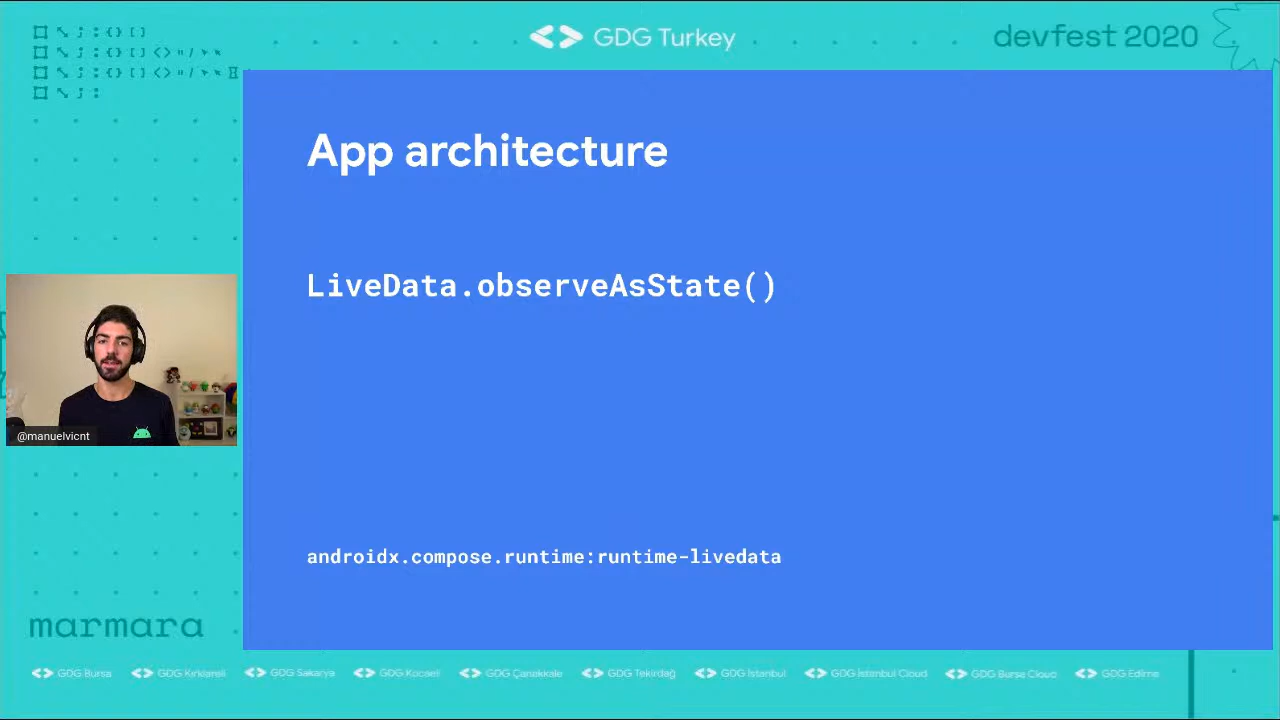 GDG Turkey
devfest 2020
App architecture
LiveData.observeAsState()
@manuelvicnt
androidx.compose.runtime:runtime-livedata
marmara
GDG Bursa
GDG Kırklareli
GDG Sakarya
GDG Kocaeli
GDG Çanakkale
GDG Tekirdağ
GDG İstanbul
GDG İstanbul Cloud
GDG Bursa Cloud
GDG Edirne